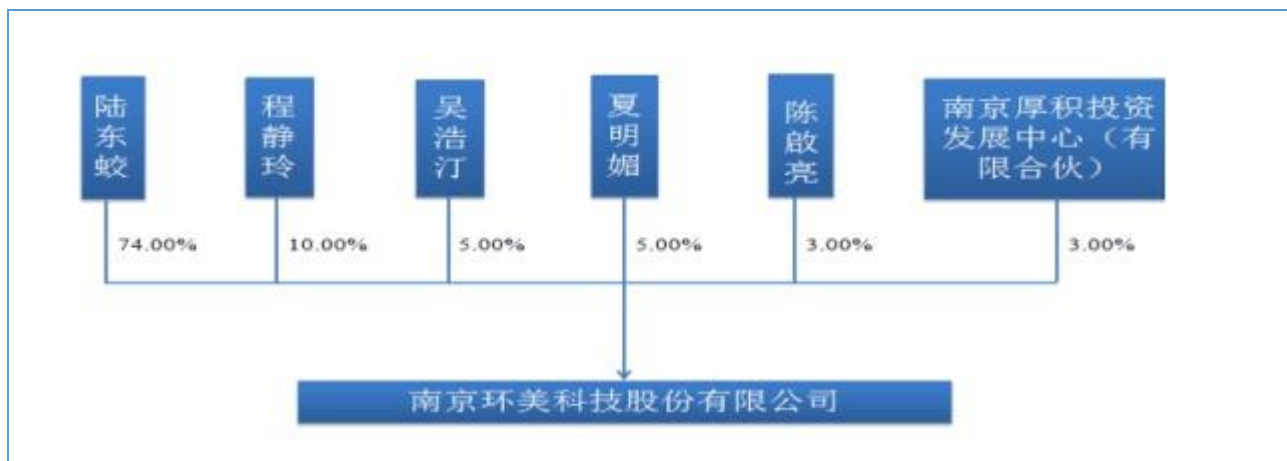 陆东蛟
程静玲
吴浩汀
夏明媚
陈啟亮
南京厚积投资
发展中心（有
限合伙）
74.00%
10.00%
5.00%
5.00%
3.00%
3.00%
南京环美科技股份有限公司